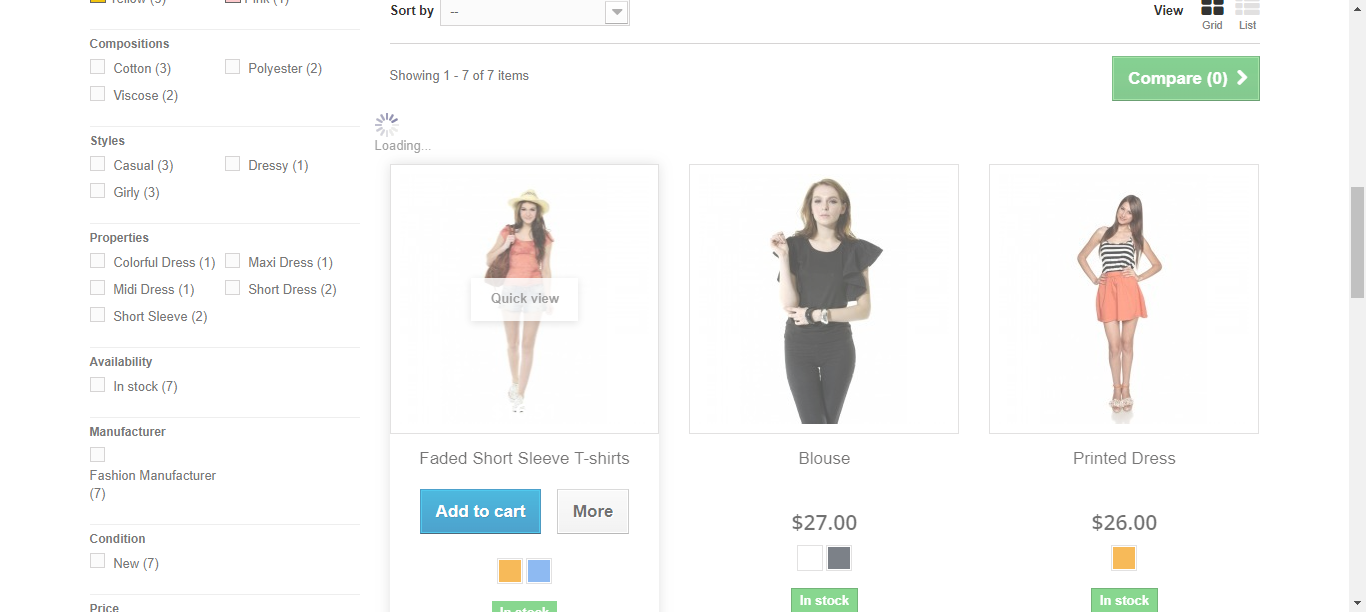 Yellow (3) Pink (1)
Compositions
Cotton (3) Polyester (2)
Viscose (2)
Styles
Casual (3) Dressy (1)
Girly (3)
Properties
Colorful Dress (1) Maxi Dress (1)
Midi Dress (1) Short Dress (2)
Short Sleeve (2)
Availability
In stock (7)
Manufacturer
Fashion Manufacturer
(7)
Condition
New (7)
Price
Sort by --
View
Grid List
Showing 1 - 7 of 7 items
Compare (0)
Loading...
Quick view
Faded Short Sleeve T-shirts
Add to cart More
In stock
Blouse
$27.00
In stock
Printed Dress
$26.00
In stock